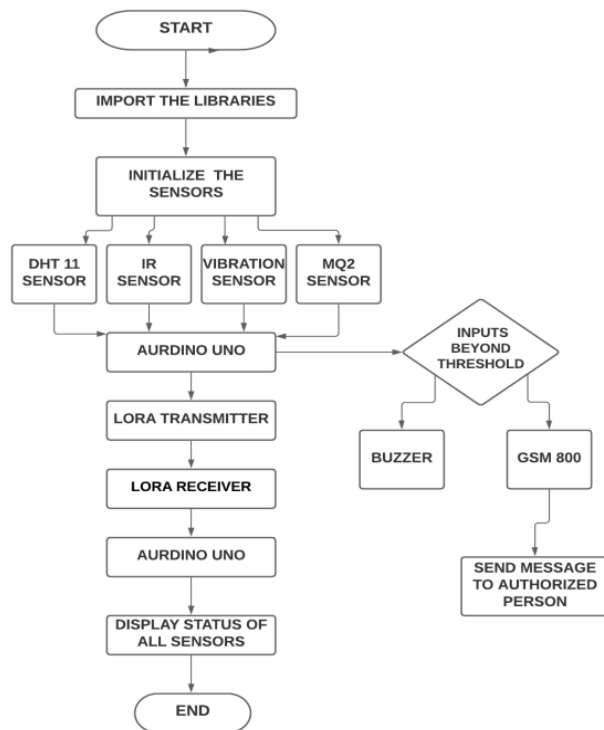 START
IMPORT THE LIBRARIES
INITIALIZE THE
SENSORS
DHT 11
SENSOR
IR
SENSOR
VIBRATION
SENSOR
MQ2
SENSOR
AURDINO UNO
INPUTS
BEYOND
THRESHOLD
LORA TRANSMITTER
BUZZER
GSM 800
LORA RECEIVER
AURDINO UNO
SEND MESSAGE
TO AUTHORIZED
PERSON
DISPLAY STATUS OF
ALL SENSORS
END